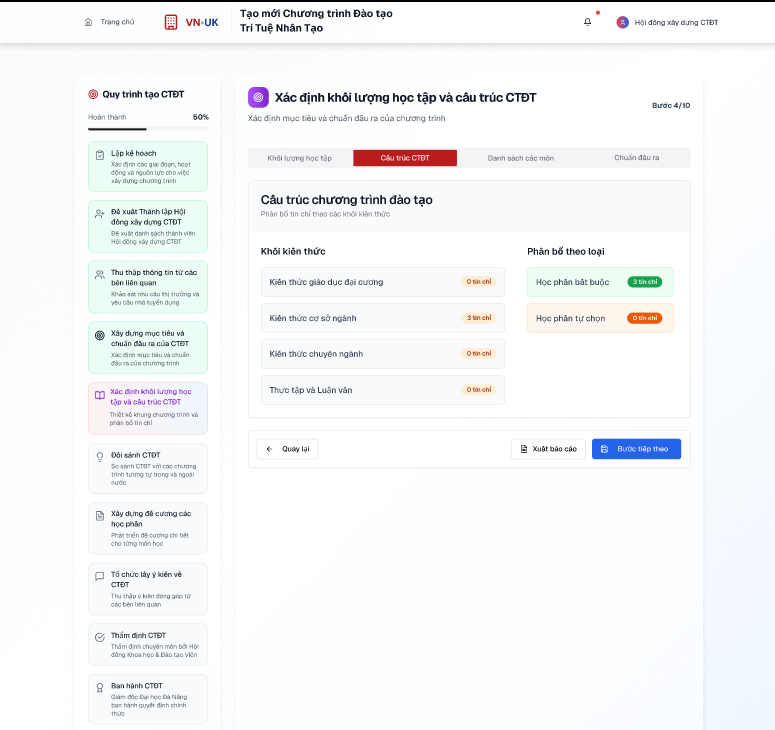 Trang chủ
VN-UK
Tạo mới Chương trình Đào tạo
Trí Tuệ Nhân Tạo
Hội đồng xây dựng CTĐT
Quy trình tạo CTĐT
Hoàn thành
50%
Lập kế hoạch
Xác định các giai đoạn, hoạt
động và nguồn lực cho việc
xây dựng chương trình
Đề xuất Thành lập Hội
đồng xây dựng CTĐT
Đề xuất danh sách thành viên
Hội đồng xây dựng CTĐT
Thu thập thông tin từ các
bên liên quan
Khảo sát nhu cầu thị trường và
yêu cầu nhà tuyển dụng
Xây dựng mục tiêu và
chuẩn đầu ra của CTĐT
Xác định mục tiêu và chuẩn
đầu ra của chương trình
Xác định khối lượng học
tập và cấu trúc CTĐT
Thiết kế khung chương trình và
phân bổ tín chỉ
Đối sánh CTĐT
So sánh CTĐT với các chương
trình tương tự trong và ngoài
nước
Xây dựng đề cương các
học phần
Phát triển đề cương chi tiết
cho từng môn học
Tổ chức lấy ý kiến về
CTĐT
Thu thập ý kiến đóng góp từ
các bên liên quan
Thẩm định CTĐT
Thẩm định chuyên môn bởi Hội
đồng Khoa học & Đào tạo Viện
Ban hành CTĐT
Giám đốc Đại học Đà Nẵng
ban hành quyết định chính
thức
Xác định khối lượng học tập và cấu trúc CTĐT
Bước 4/10
Xác định mục tiêu và chuẩn đầu ra của chương trình
Khối lượng học tập
Cấu trúc CTĐT
Danh sách các môn
Chuẩn đầu ra
Cấu trúc chương trình đào tạo
Phân bổ tín chỉ theo các khối kiến thức
Khối kiến thức
Kiến thức giáo dục đại cương
0 tín chỉ
Kiến thức cơ sở ngành
3 tín chỉ
Kiến thức chuyên ngành
0 tín chỉ
Thực tập và Luận văn
0 tín chỉ
Phân bổ theo loại
Học phần bắt buộc
3 tín chỉ
Học phần tự chọn
0 tín chỉ
Quay lại
Xuất báo cáo
Bước tiếp theo